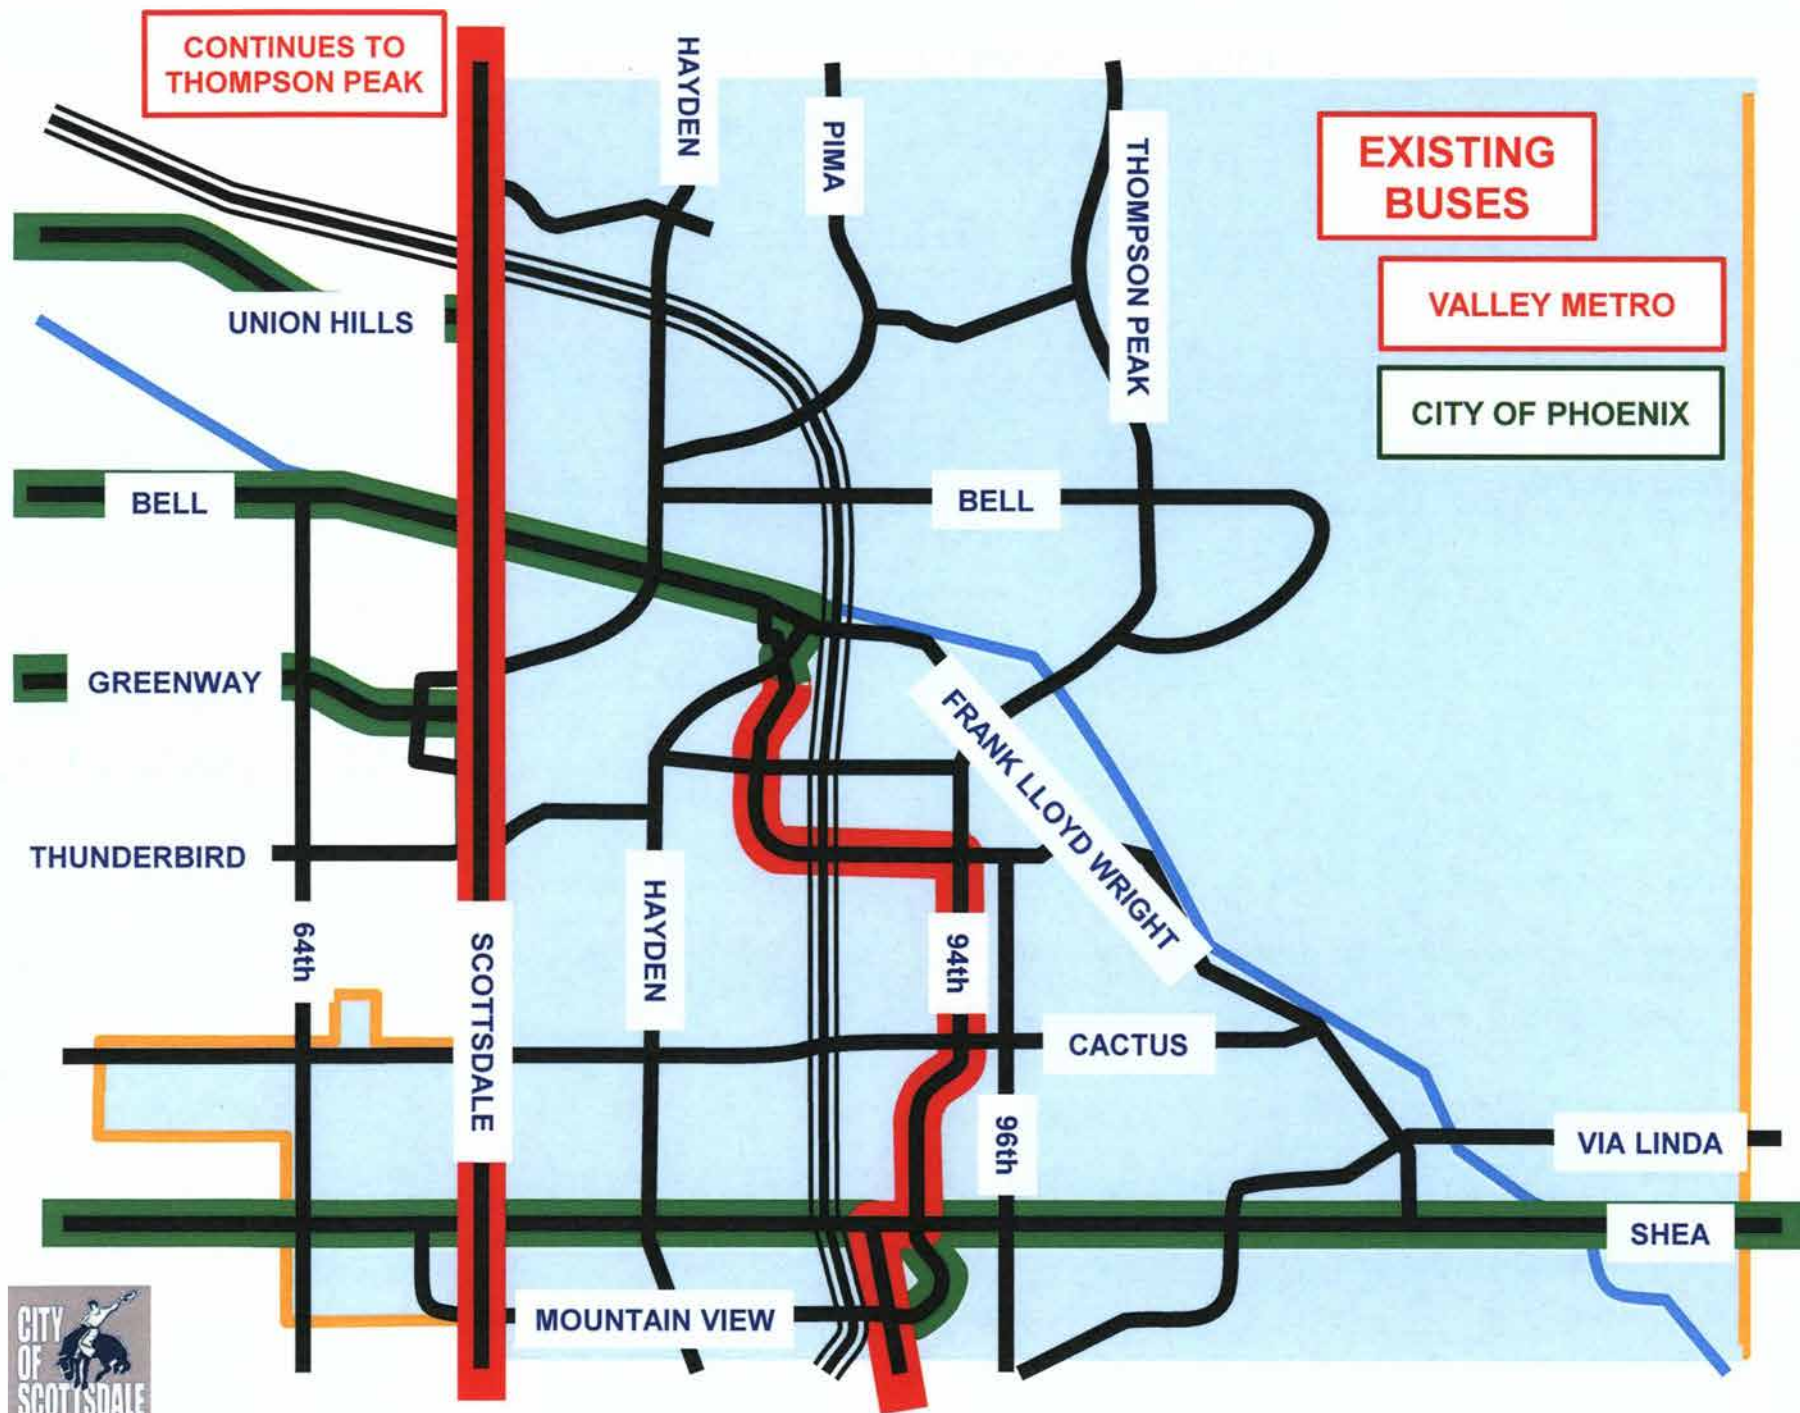 CONTINUES TO
THOMPSON PEAK
HAYDEN
PIMA
THOMPSON PEAK
EXISTING
BUSES
VALLEY METRO
CITY OF PHOENIX
UNION HILLS
BELL
BELL
GREENWAY
FRANK LLOYD WRIGHT
THUNDERBIRD
64th
SCOTTSDALE
HAYDEN
94th
CACTUS
96th
VIA LINDA
SHEA
MOUNTAIN VIEW
CITY
OF
SCOTTSDALE